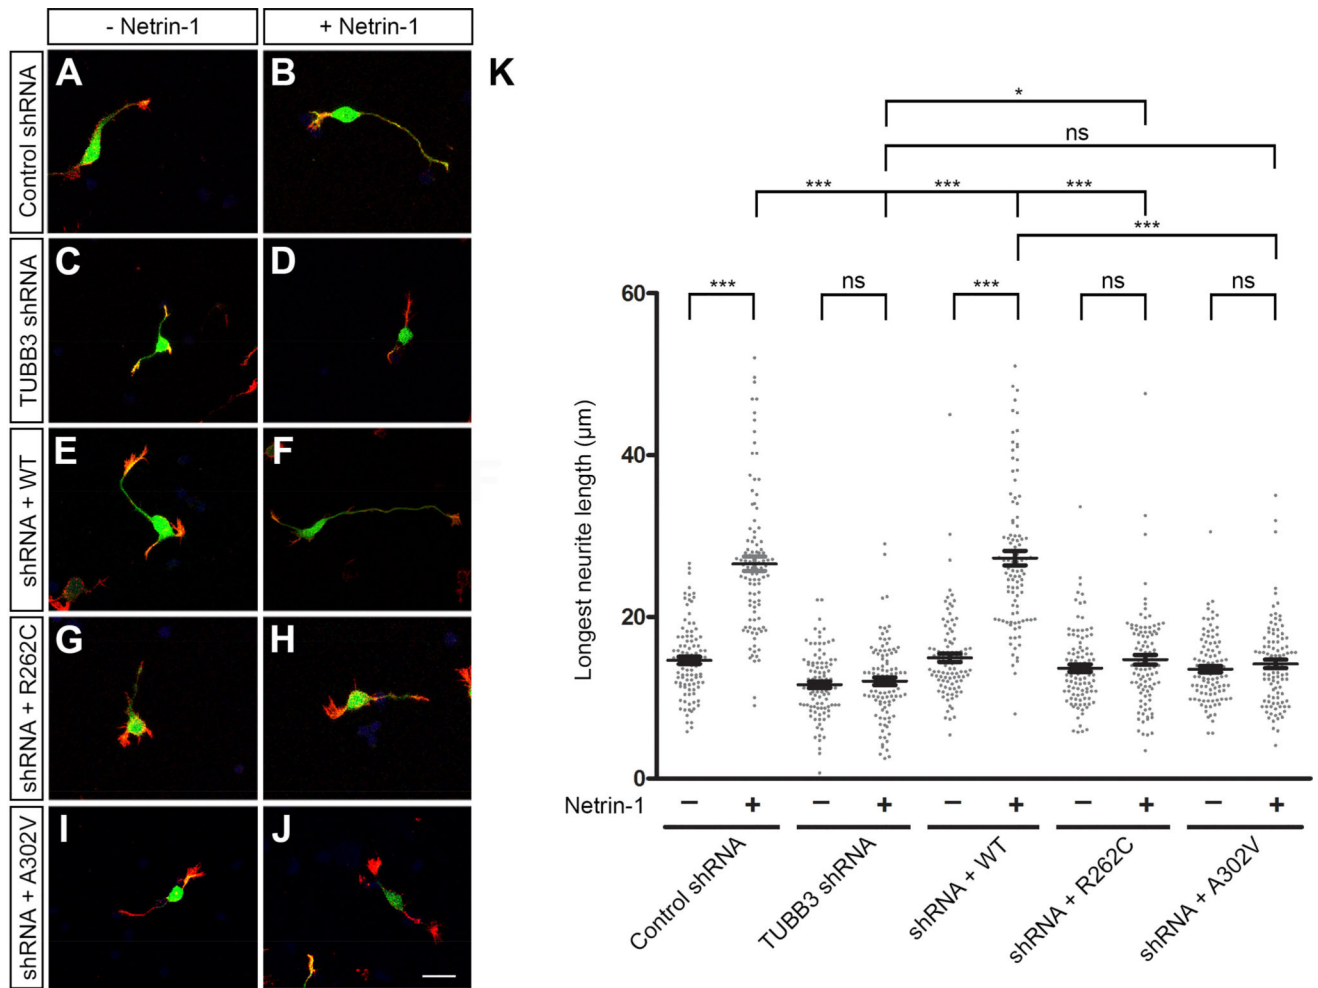 - Netrin-1
+ Netrin-1
Control shRNA
A
B
TUBB3 shRNA
C
D
shRNA + WT
E
F
shRNA + R262C
G
H
shRNA + A302V
I
J
K
*
ns
*** *** ***
***
*** ns *** ns ns
60
40
20
0
Longest neurite length (μm)
Netrin-1 − + − + − + − + − +
Control shRNA
TUBB3 shRNA
shRNA + WT
shRNA + R262C
shRNA + A302V